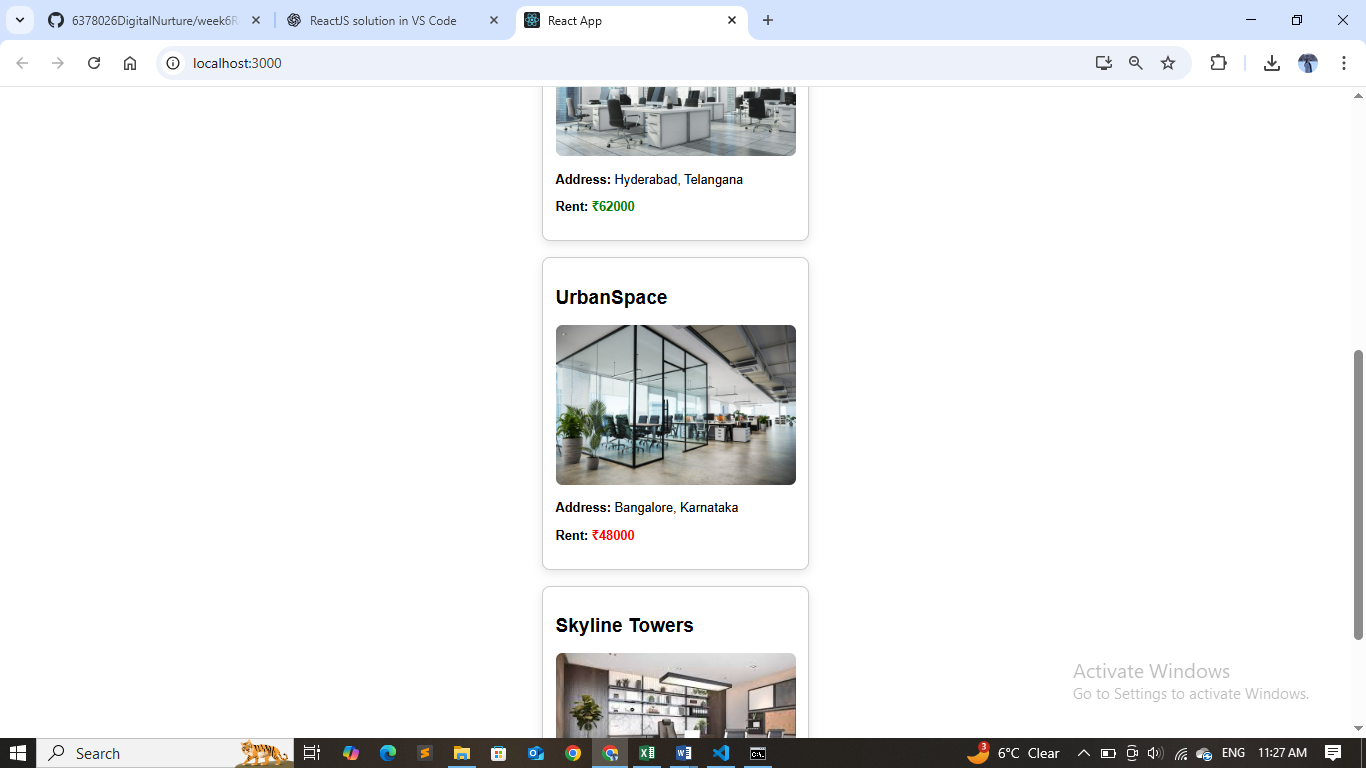 6378026DigitalNurture/week6R
ReactJS solution in VS Code
React App
localhost:3000
Address: Hyderabad, Telangana
Rent: ₹62000
UrbanSpace
Address: Bangalore, Karnataka
Rent: ₹48000
Skyline Towers
Activate Windows
Go to Settings to activate Windows.
Search
3
6°C Clear
ENG
11:27 AM